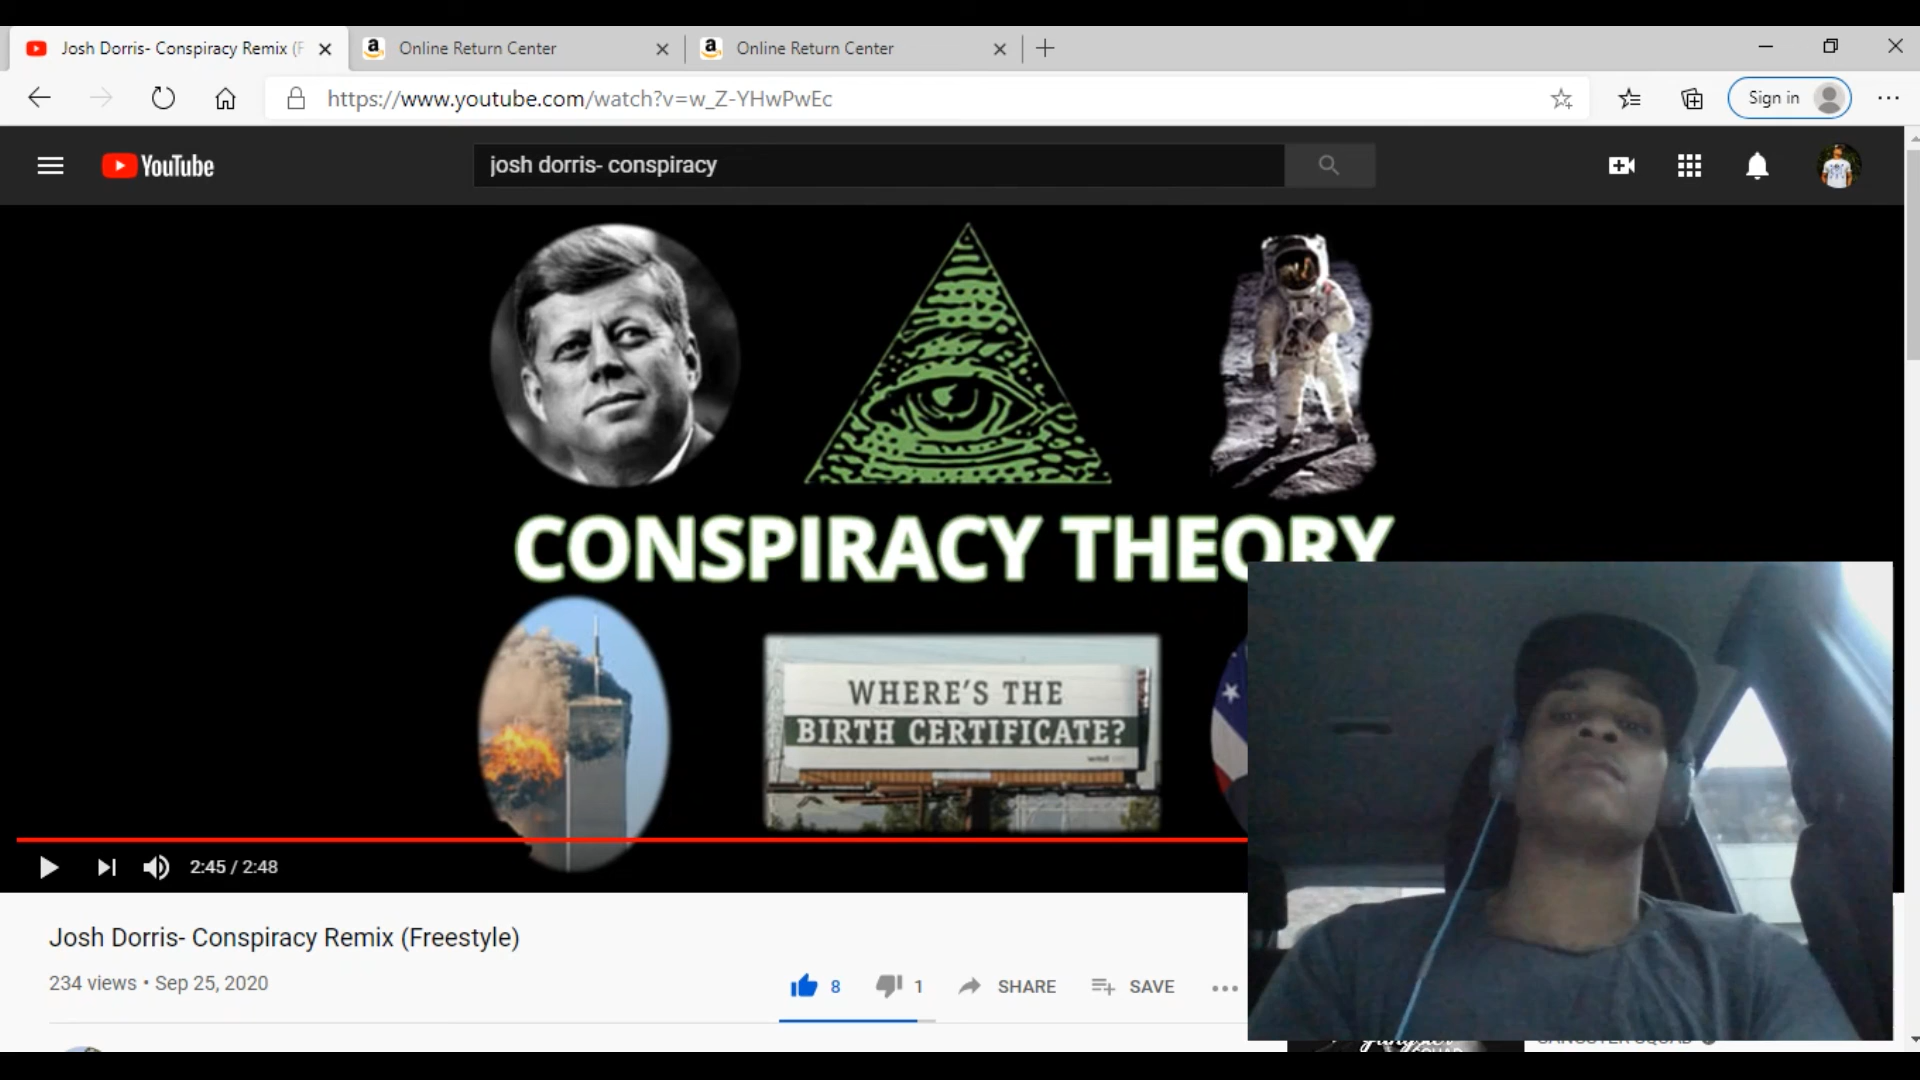 Josh Dorris- Conspiracy Remix (F
Online Return Center
Online Return Center
https://www.youtube.com/watch?v=w_Z-YHwPwEc
Sign in
YouTube
josh dorris- conspiracy
CONSPIRACY THEORY
WHERE'S THE
BIRTH CERTIFICATE?
2:45 / 2:48
Josh Dorris- Conspiracy Remix (Freestyle)
234 views • Sep 25, 2020
8
1
SHARE
SAVE